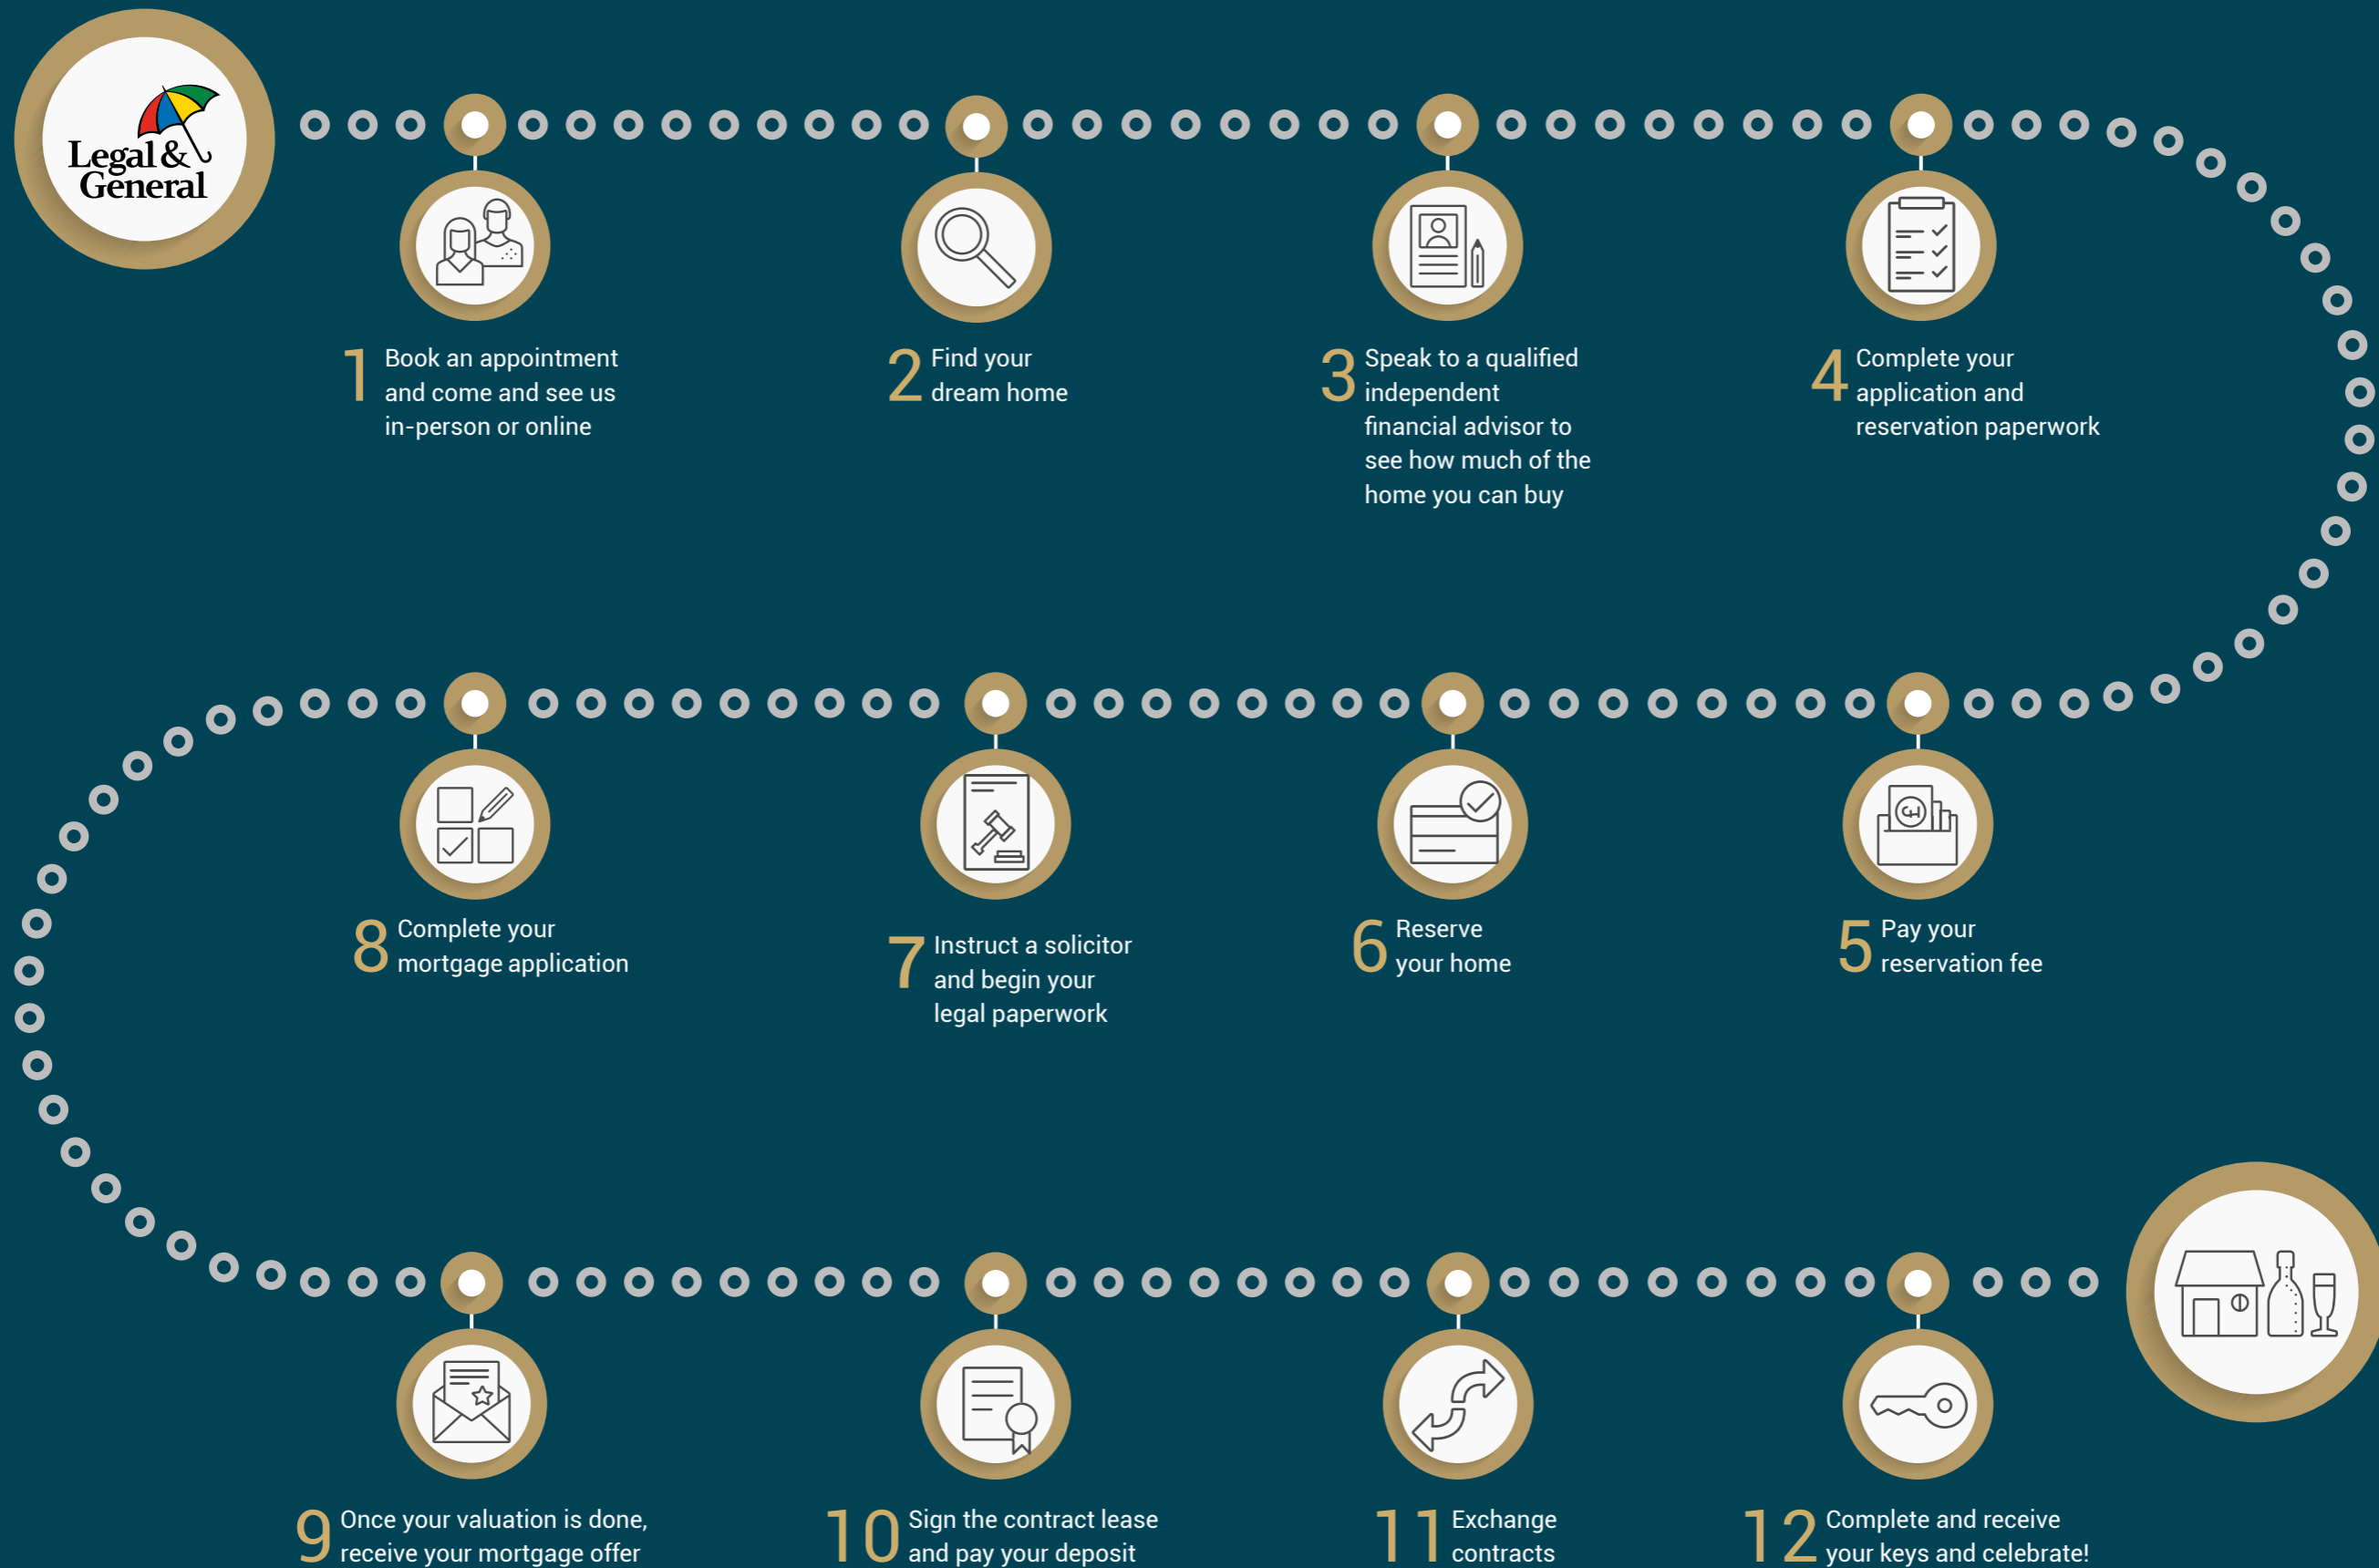 Legal &
General
1 Book an appointment
and come and see us
in-person or online
2 Find your
dream home
3 Speak to a qualified
independent
financial advisor to
see how much of the
home you can buy
4 Complete your
application and
reservation paperwork
5 Pay your
reservation fee
6 Reserve
your home
7 Instruct a solicitor
and begin your
legal paperwork
8 Complete your
mortgage application
9 Once your valuation is done,
receive your mortgage offer
10 Sign the contract lease
and pay your deposit
11 Exchange
contracts
12 Complete and receive
your keys and celebrate!